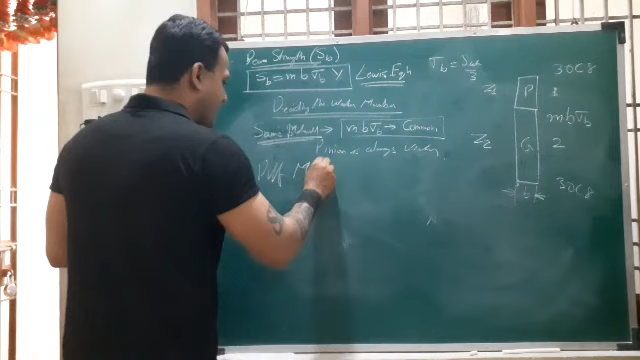 Beam Strength (Sb)
Sb = m b σb Y Lewis Eqn
σb = Sut/3
Deciding the Weaker Member
Same Material → m b σb → Common
Pinion is always Weaker
Diff M
30C8
Z1 P 1
m b σb
Z2 G 2
b 30C8